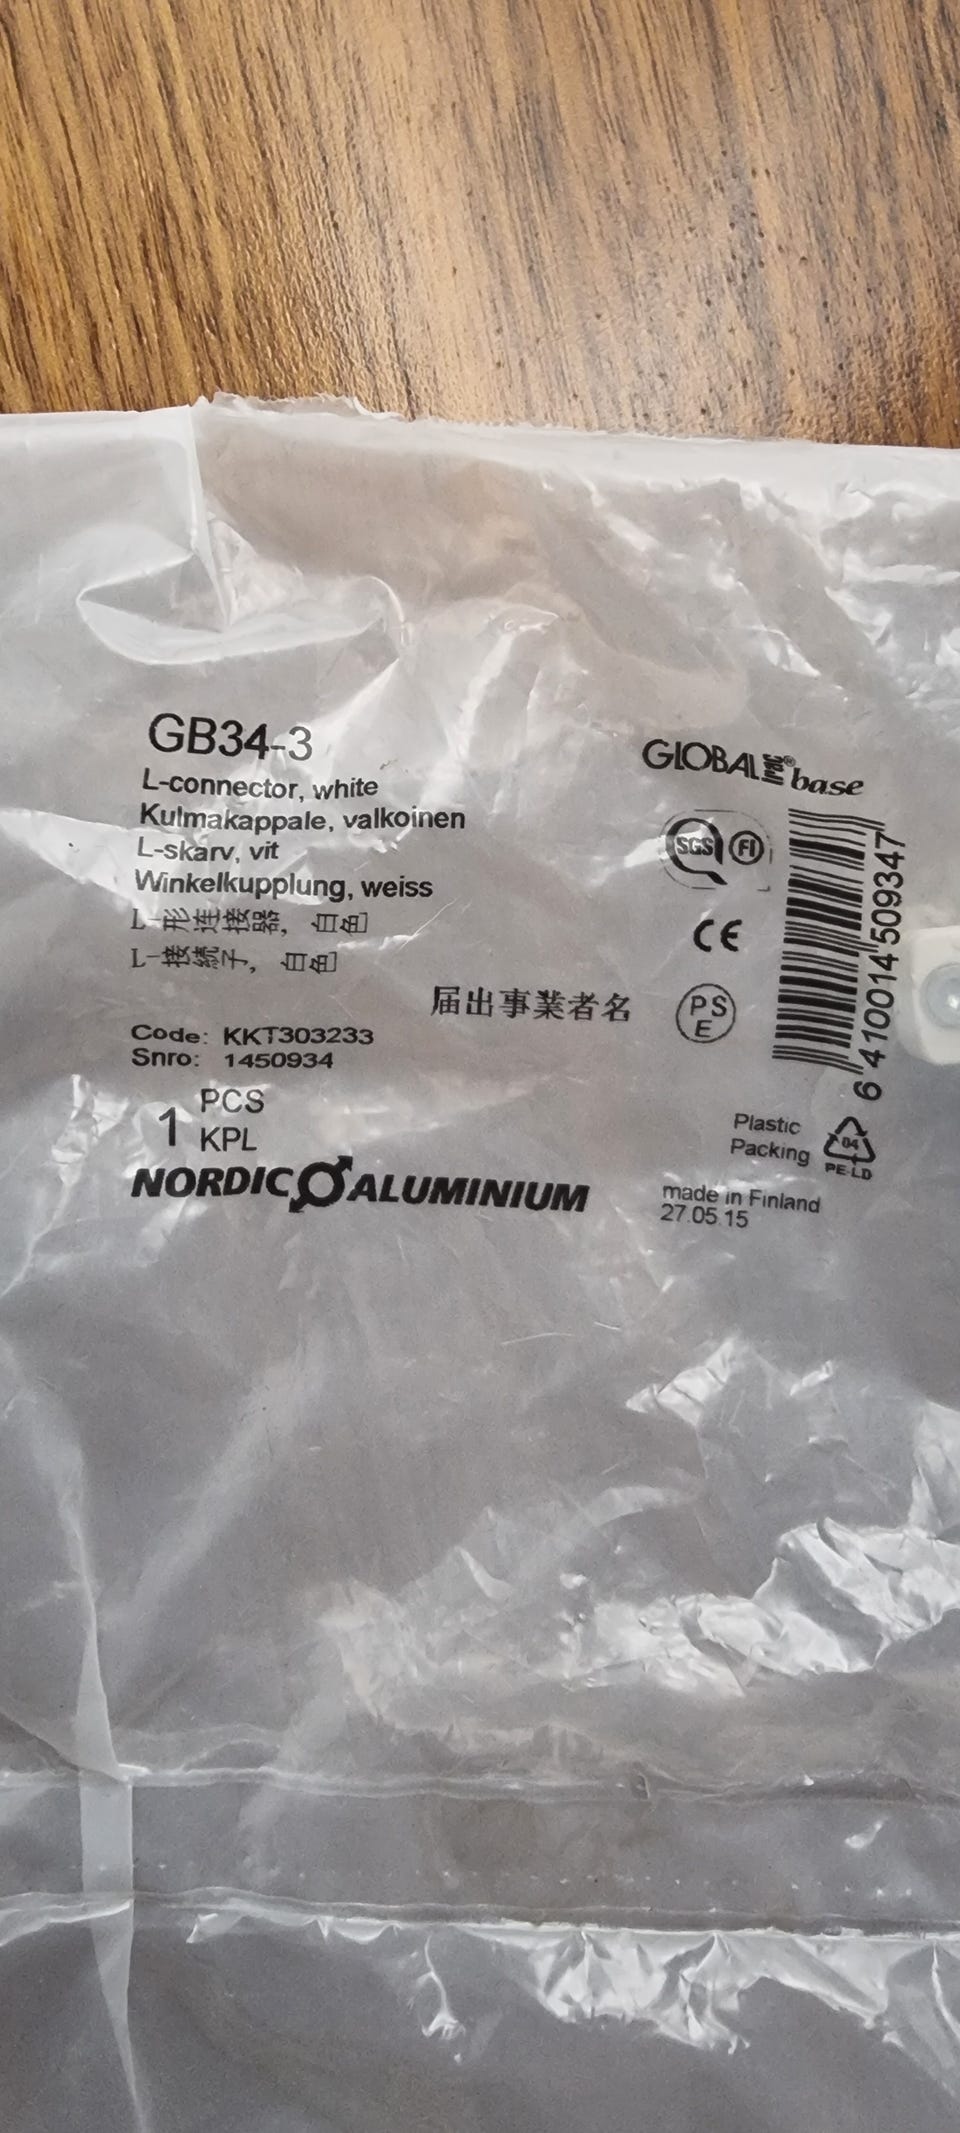 GB34-3
L-connector, white
Kulmakappale, valkoinen
L-skarv, vit
Winkelkupplung, weiss
L-形连接器, 白色
L-接続子, 白色
Code: KKT303233
Snro: 1450934
1 PCS
KPL
NORDIC ALUMINIUM
GLOBAL trac® base
SGS FI
CE
届出事業者名
PS
E
6 410014 509347
Plastic
Packing
04
PE-LD
made in Finland
27.05.15